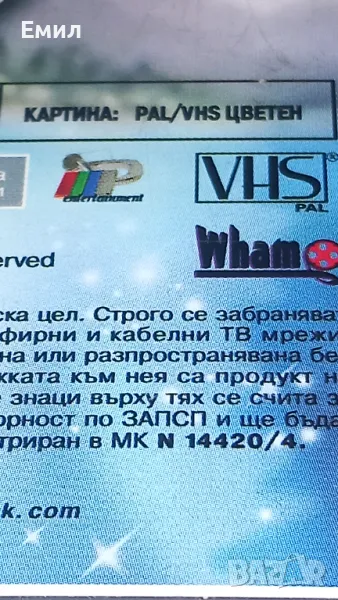 Емил
КАРТИНА: PAL/VHS ЦВЕТЕН
а
и
entertainment
VHS®
PAL
erved
Wham
ска цел. Строго се забранява
фирни и кабелни ТВ мрежи
на или разпространявана бе
жката към нея са продукт н
е знаци върху тях се счита з
орност по ЗАПСП и ще бъда
триран в МК N 14420/4.
k. com
BAZAR